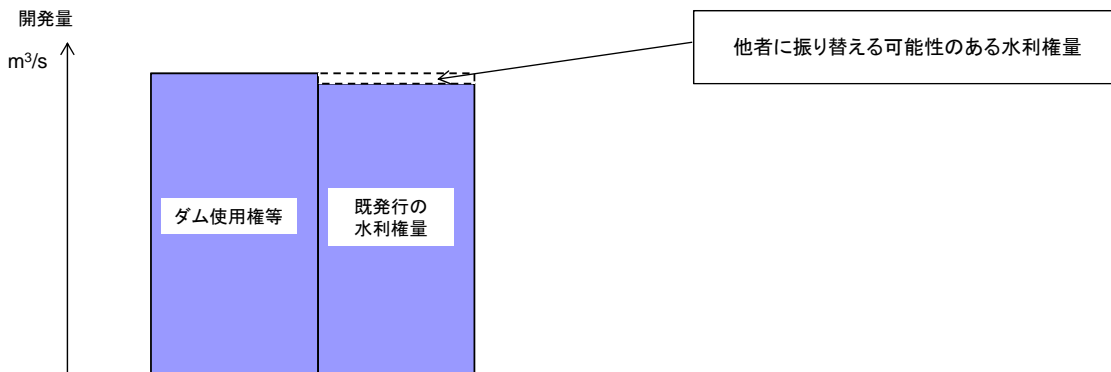 開発量
m³/s
他者に振り替える可能性のある水利権量
ダム使用権等
既発行の
水利権量